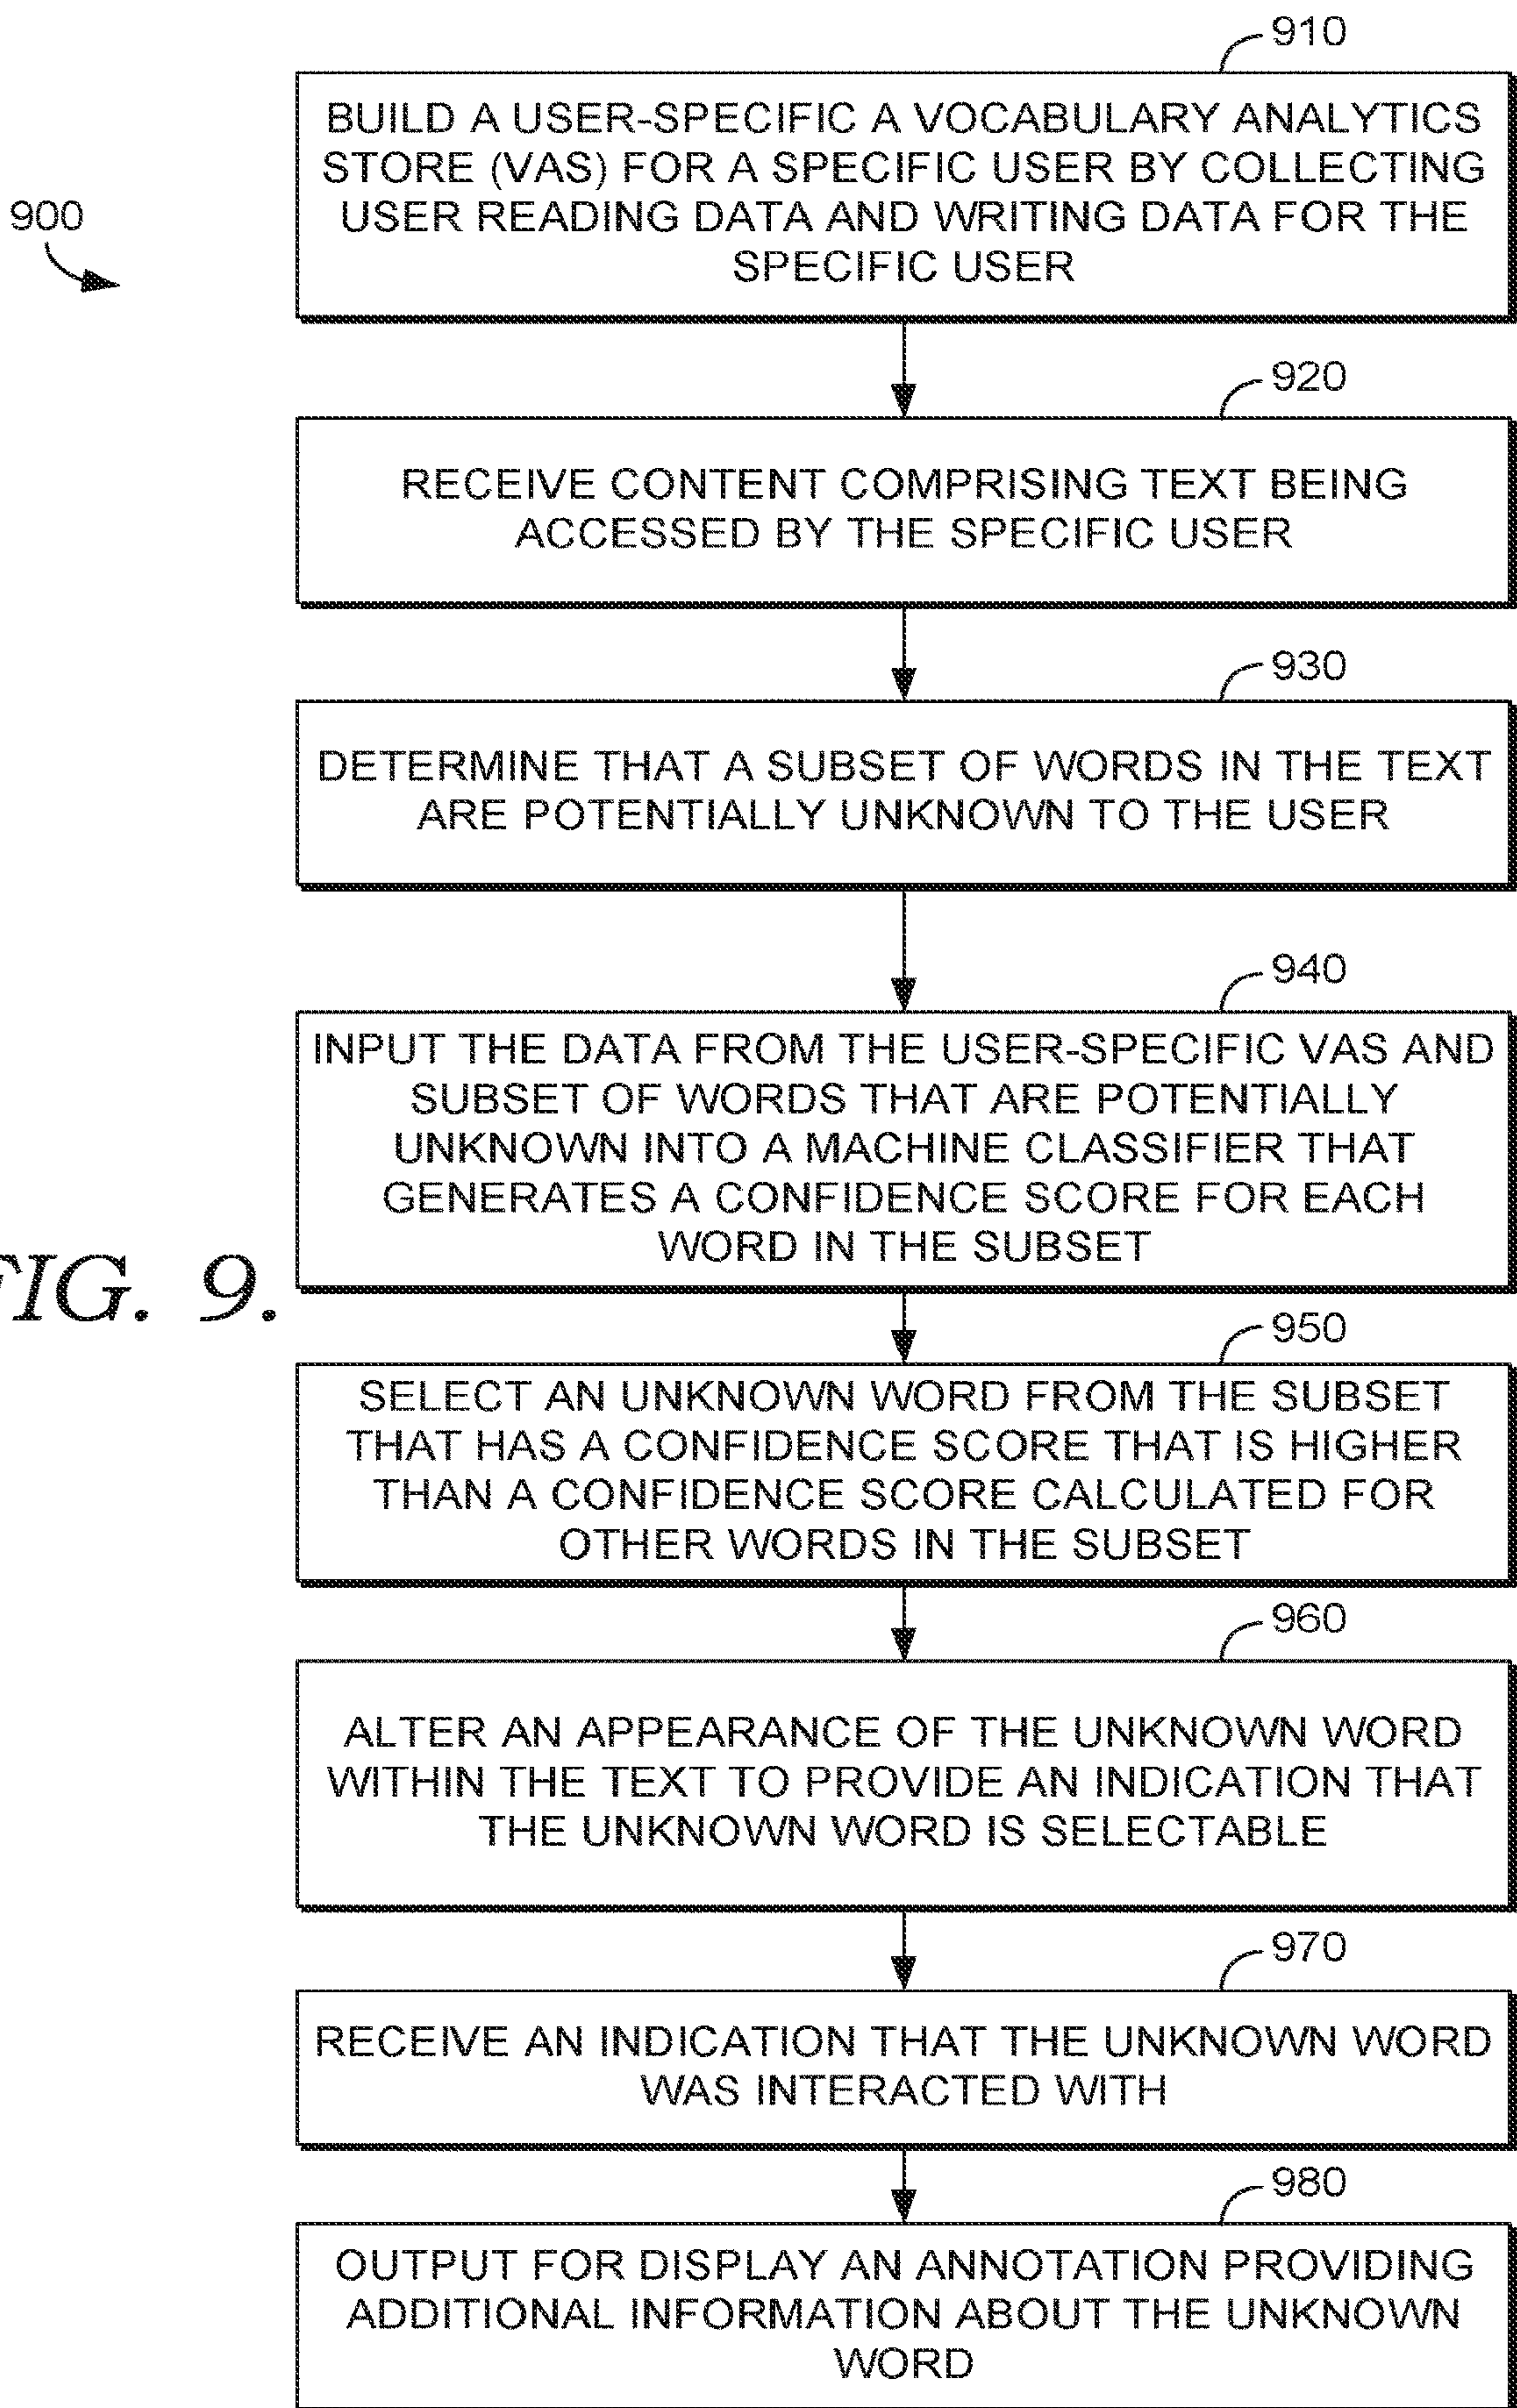 910
BUILD A USER-SPECIFIC A VOCABULARY ANALYTICS
STORE (VAS) FOR A SPECIFIC USER BY COLLECTING
USER READING DATA AND WRITING DATA FOR THE
SPECIFIC USER
900
920
RECEIVE CONTENT COMPRISING TEXT BEING
ACCESSED BY THE SPECIFIC USER
930
DETERMINE THAT A SUBSET OF WORDS IN THE TEXT
ARE POTENTIALLY UNKNOWN TO THE USER
940
INPUT THE DATA FROM THE USER-SPECIFIC VAS AND
SUBSET OF WORDS THAT ARE POTENTIALLY
UNKNOWN INTO A MACHINE CLASSIFIER THAT
GENERATES A CONFIDENCE SCORE FOR EACH
WORD IN THE SUBSET
FIG. 9.
950
SELECT AN UNKNOWN WORD FROM THE SUBSET
THAT HAS A CONFIDENCE SCORE THAT IS HIGHER
THAN A CONFIDENCE SCORE CALCULATED FOR
OTHER WORDS IN THE SUBSET
960
ALTER AN APPEARANCE OF THE UNKNOWN WORD
WITHIN THE TEXT TO PROVIDE AN INDICATION THAT
THE UNKNOWN WORD IS SELECTABLE
970
RECEIVE AN INDICATION THAT THE UNKNOWN WORD
WAS INTERACTED WITH
980
OUTPUT FOR DISPLAY AN ANNOTATION PROVIDING
ADDITIONAL INFORMATION ABOUT THE UNKNOWN
WORD